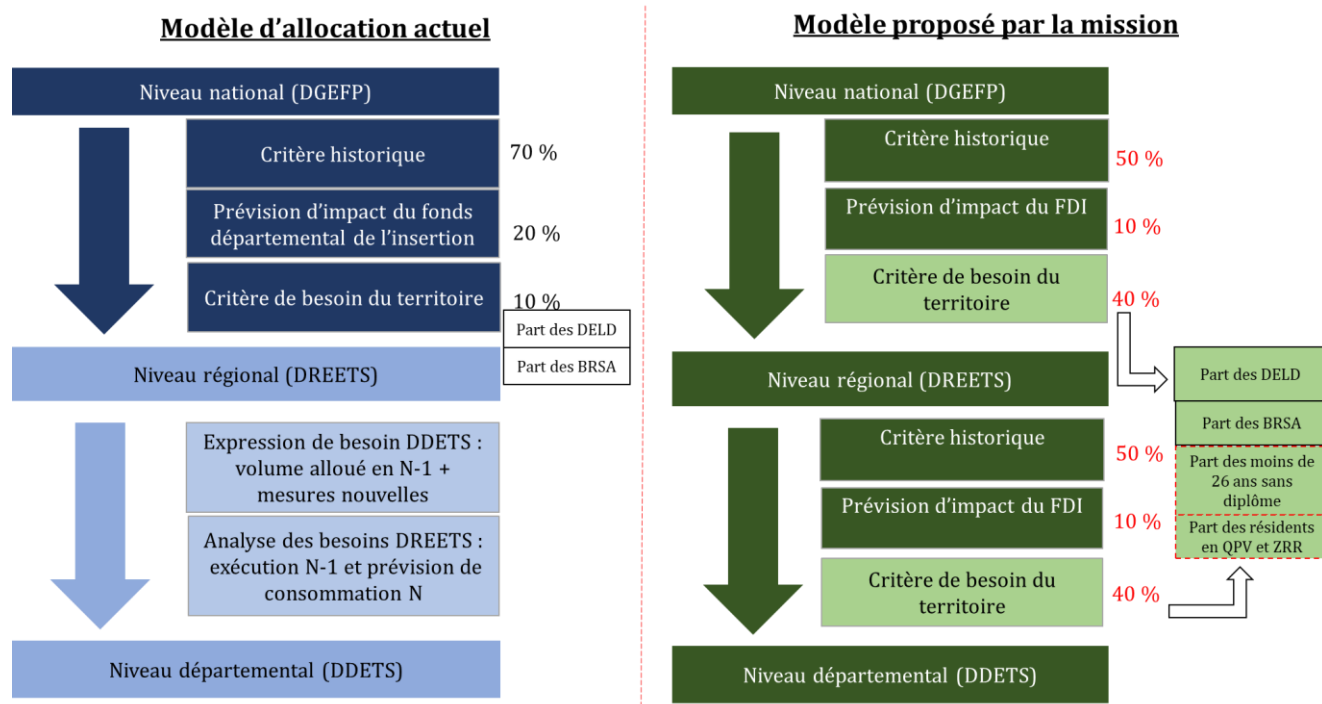 Modèle d'allocation actuel
Niveau national (DGEFP)
Critère historique
70 %
Prévision d'impact du fonds
départemental de l'insertion
20 %
Critère de besoin du territoire
10 %
Part des DELD
Part des BRSA
Niveau régional (DREETS)
Expression de besoin DDETS :
volume alloué en N-1 +
mesures nouvelles
Analyse des besoins DREETS :
exécution N-1 et prévision de
consommation N
Niveau départemental (DDETS)
Modèle proposé par la mission
Niveau national (DGEFP)
Critère historique
50 %
Prévision d'impact du FDI
10 %
Critère de besoin du
territoire
40 %
Niveau régional (DREETS)
Critère historique
50 %
Prévision d'impact du FDI
10 %
Critère de besoin du
territoire
40 %
Part des DELD
Part des BRSA
Part des moins de
26 ans sans
diplôme
Part des résidents
en QPV et ZRR
Niveau départemental (DDETS)